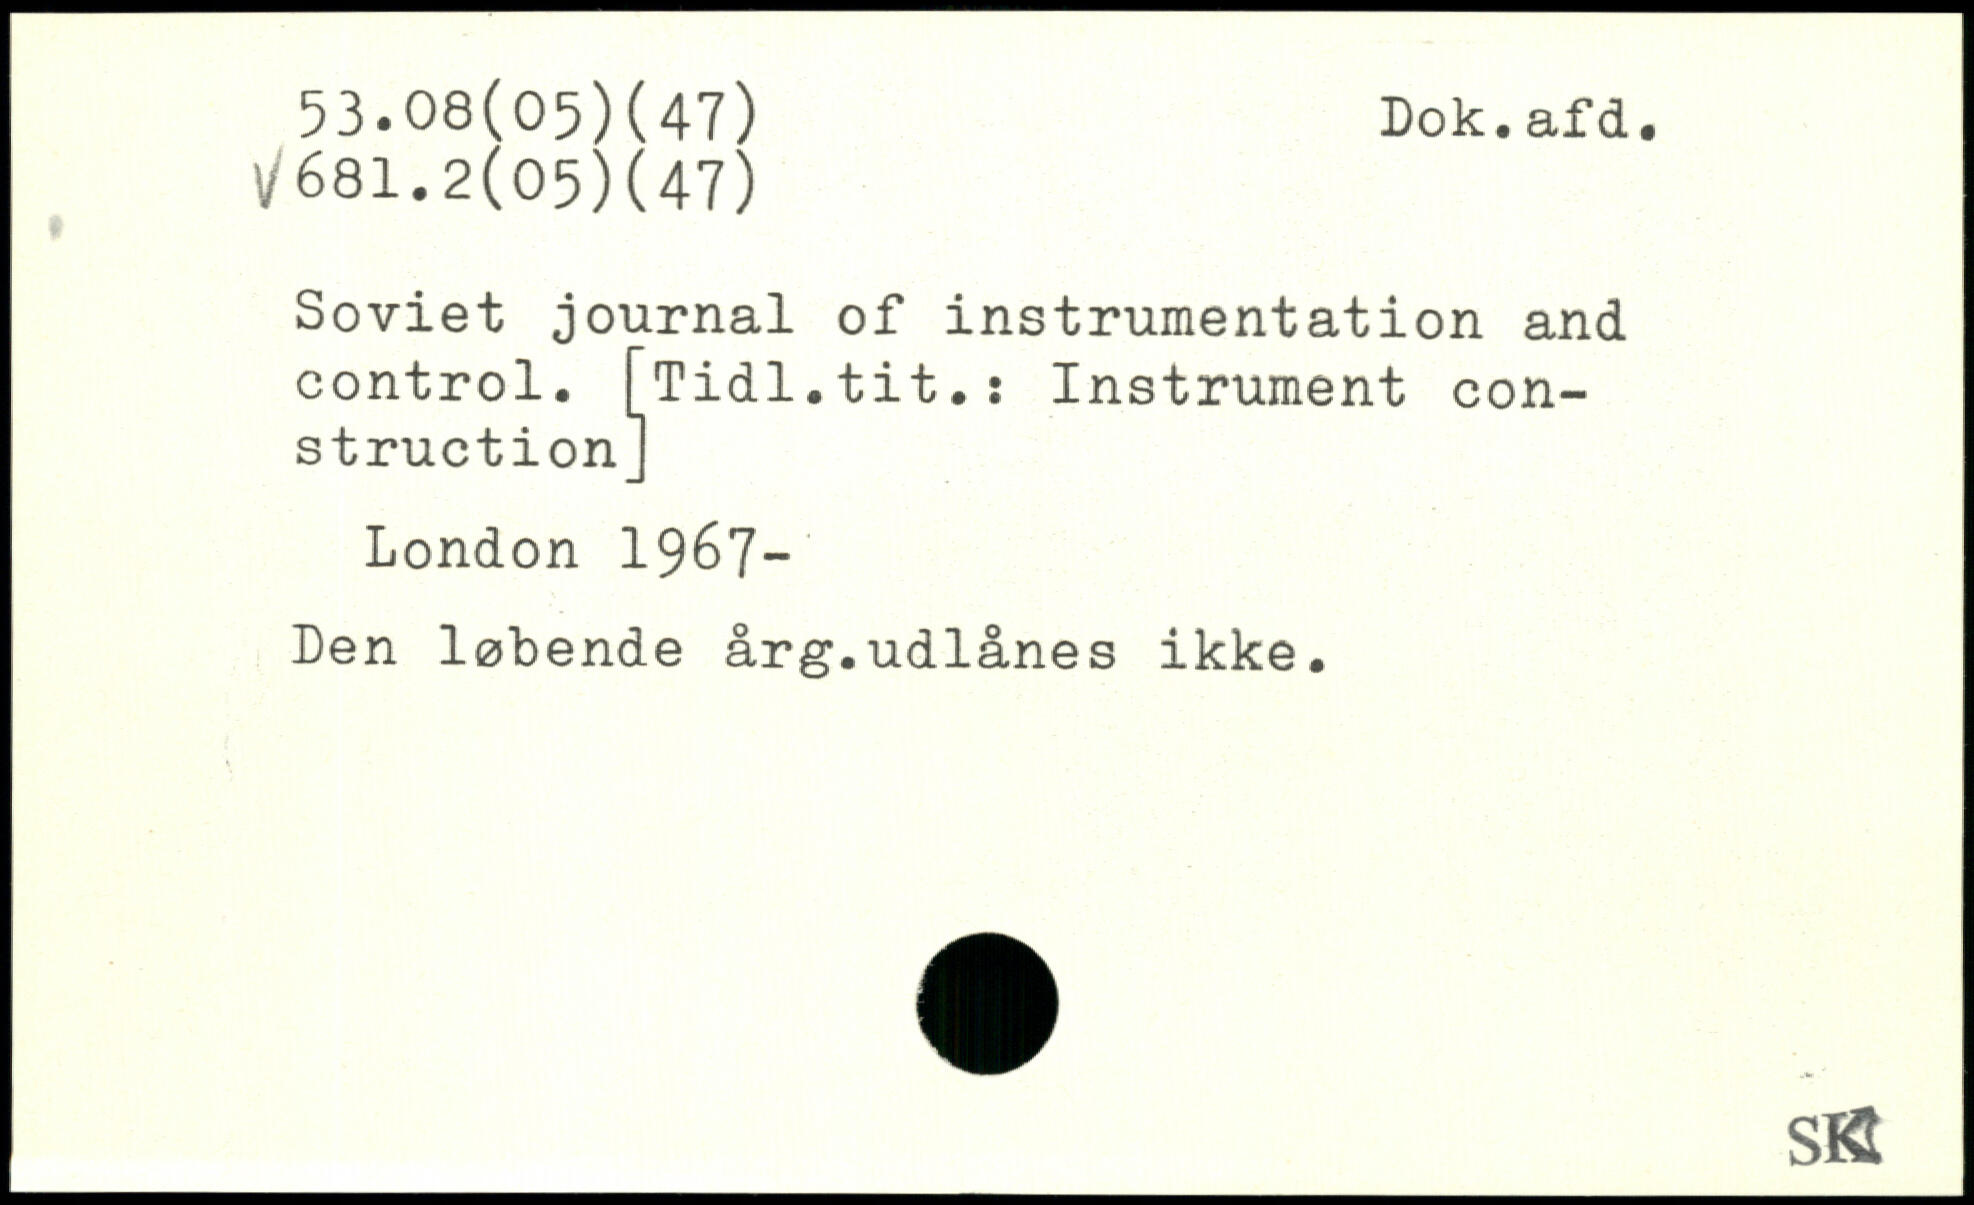 53.08(05)(47) Dok.afd.
√681.2(05)(47)
Soviet journal of instrumentation and
control. [Tidl.tit.: Instrument con-
struction]
London 1967-
Den løbende årg.udlånes ikke.
SK